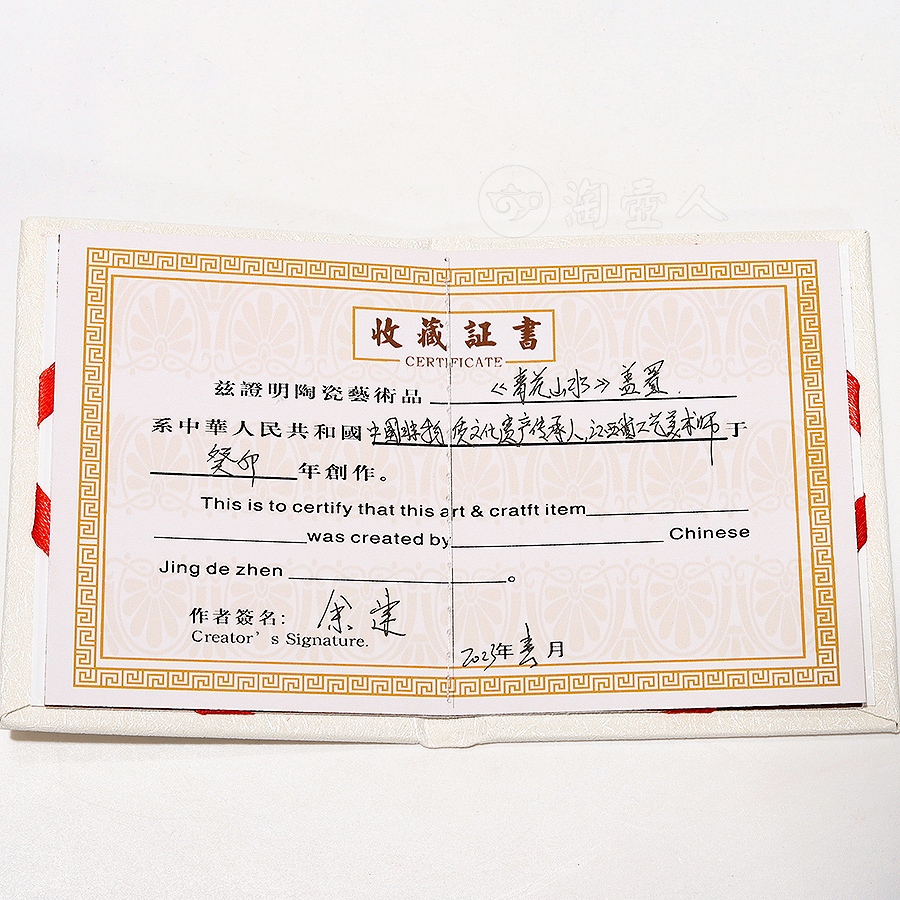 淘壶人
收藏証書
CERTIFICATE
兹證明陶瓷藝術品 《青花山水》盖置.
系中華人民共和國 中國非物质文化遗产传承人,江西省工艺美术师 于
癸卯 年創作。
This is to certify that this art & cratft item
was created by Chinese
Jing de zhen 。
作者簽名: 余建
Creator's Signature.
2023年春月